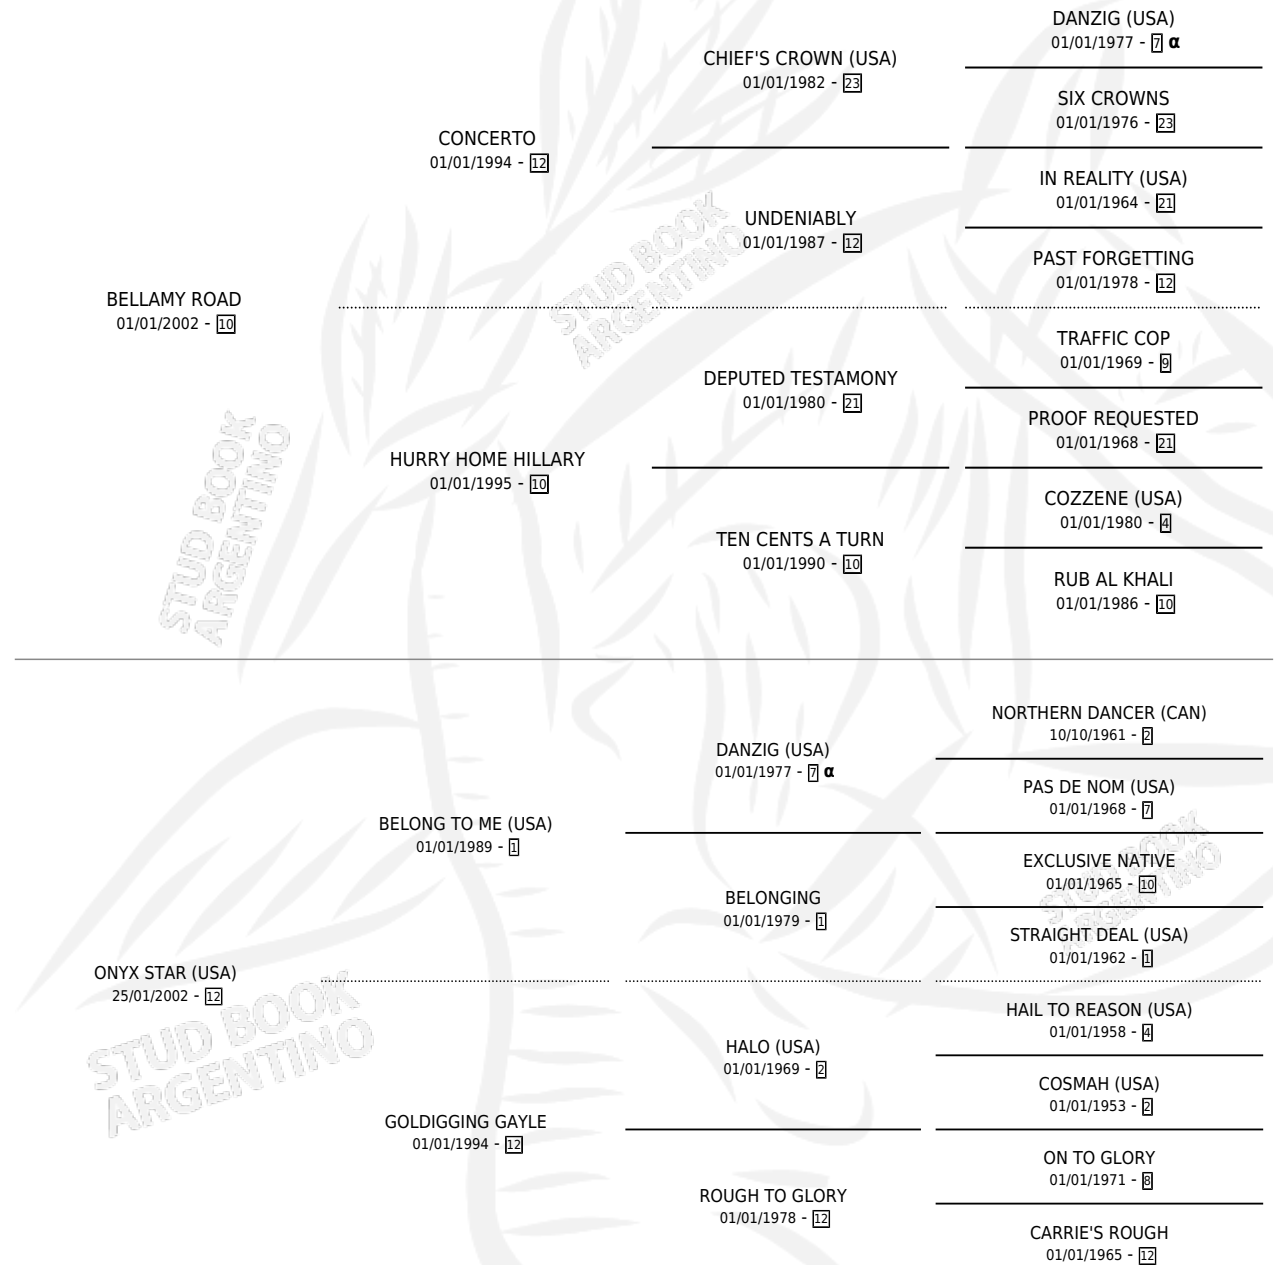 DANZIG (USA)
01/01/1977 - 7 α
CHIEF'S CROWN (USA)
01/01/1982 - 23
SIX CROWNS
01/01/1976 - 23
CONCERTO
01/01/1994 - 12
IN REALITY (USA)
01/01/1964 - 21
UNDENIABLY
01/01/1987 - 12
PAST FORGETTING
01/01/1978 - 12
BELLAMY ROAD
01/01/2002 - 10
TRAFFIC COP
01/01/1969 - 9
DEPUTED TESTAMONY
01/01/1980 - 21
PROOF REQUESTED
01/01/1968 - 21
HURRY HOME HILLARY
01/01/1995 - 10
COZZENE (USA)
01/01/1980 - 4
TEN CENTS A TURN
01/01/1990 - 10
RUB AL KHALI
01/01/1986 - 10
STUD BOOK
ARGENTINO
STUD BOOK
ARGENTINO
NORTHERN DANCER (CAN)
10/10/1961 - 2
DANZIG (USA)
01/01/1977 - 7 α
PAS DE NOM (USA)
01/01/1968 - 7
BELONG TO ME (USA)
01/01/1989 - 1
EXCLUSIVE NATIVE
01/01/1965 - 10
BELONGING
01/01/1979 - 1
STRAIGHT DEAL (USA)
01/01/1962 - 1
ONYX STAR (USA)
25/01/2002 - 12
HAIL TO REASON (USA)
01/01/1958 - 4
HALO (USA)
01/01/1969 - 2
COSMAH (USA)
01/01/1953 - 2
GOLDIGGING GAYLE
01/01/1994 - 12
ON TO GLORY
01/01/1971 - 8
ROUGH TO GLORY
01/01/1978 - 12
CARRIE'S ROUGH
01/01/1965 - 12
STUD BOOK
ARGENTINO
STUD BOOK
ARGENTINO